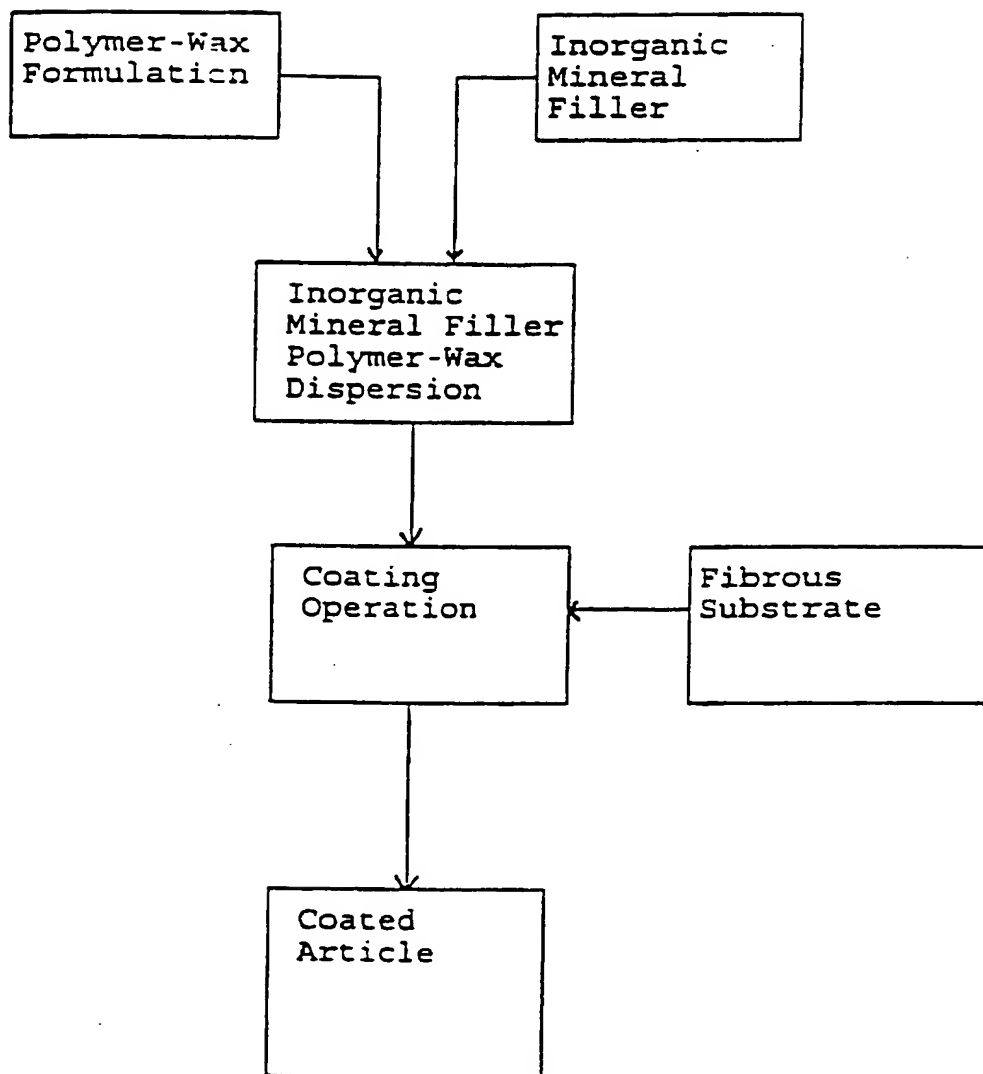 Polymer-Wax
Formulation
Inorganic
Mineral
Filler
Inorganic
Mineral Filler
Polymer-Wax
Dispersion
Coating
Operation
Fibrous
Substrate
Coated
Article